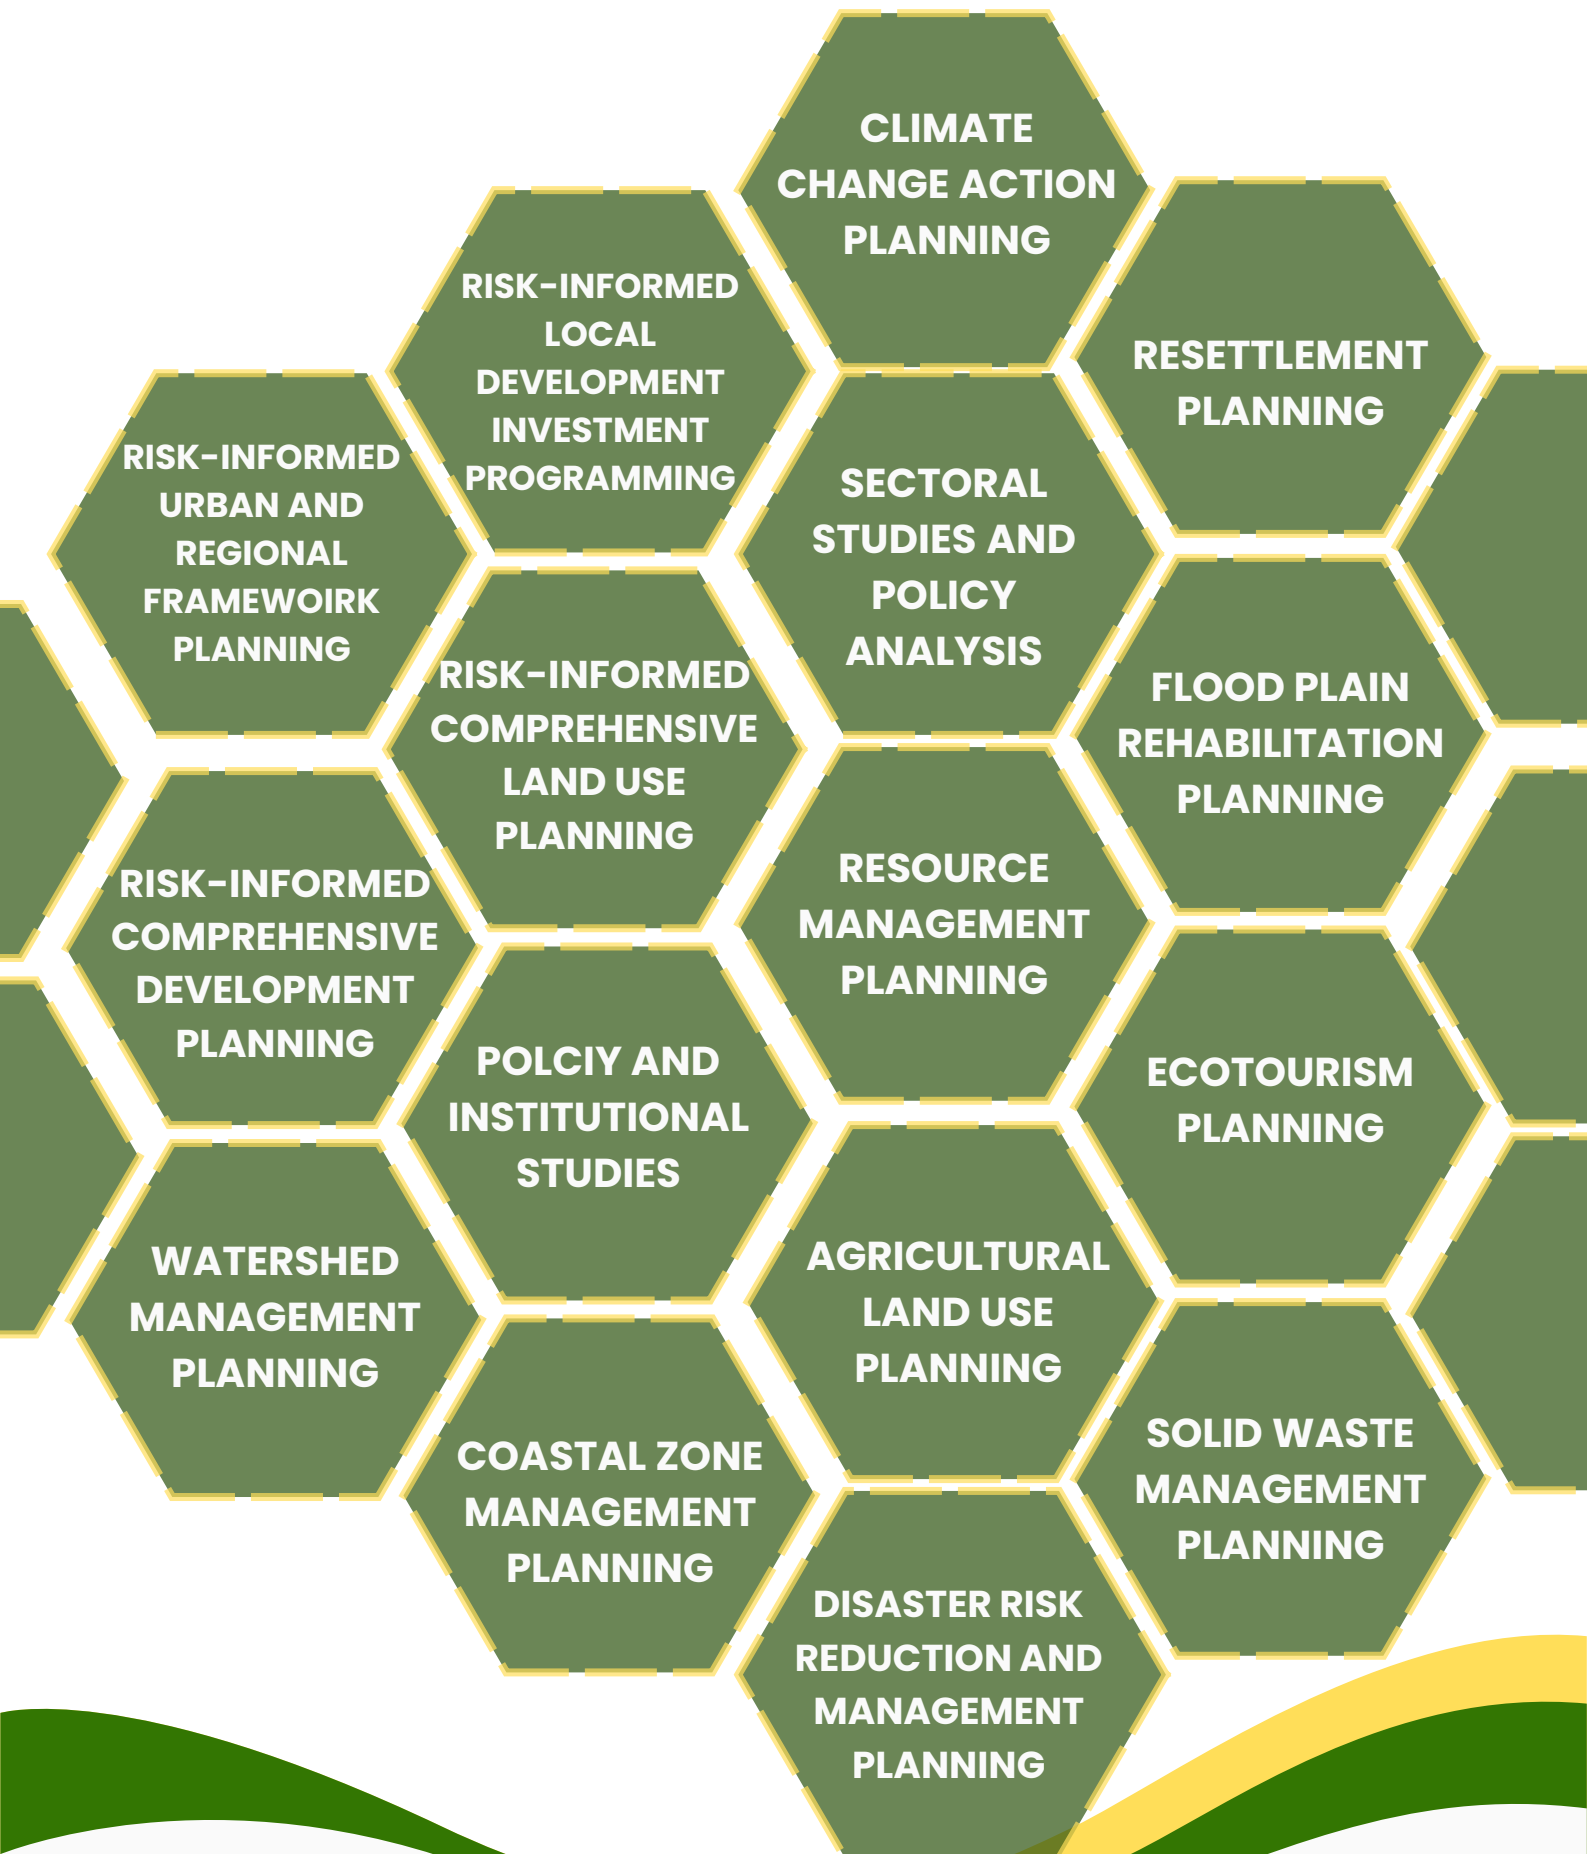 CLIMATE
CHANGE ACTION
PLANNING
RISK-INFORMED
LOCAL
DEVELOPMENT
INVESTMENT
PROGRAMMING
RESETTLEMENT
PLANNING
RISK-INFORMED
URBAN AND
REGIONAL
FRAMEWOIRK
PLANNING
SECTORAL
STUDIES AND
POLICY
ANALYSIS
RISK-INFORMED
COMPREHENSIVE
LAND USE
PLANNING
FLOOD PLAIN
REHABILITATION
PLANNING
RISK-INFORMED
COMPREHENSIVE
DEVELOPMENT
PLANNING
RESOURCE
MANAGEMENT
PLANNING
POLCIY AND
INSTITUTIONAL
STUDIES
ECOTOURISM
PLANNING
WATERSHED
MANAGEMENT
PLANNING
AGRICULTURAL
LAND USE
PLANNING
COASTAL ZONE
MANAGEMENT
PLANNING
SOLID WASTE
MANAGEMENT
PLANNING
DISASTER RISK
REDUCTION AND
MANAGEMENT
PLANNING